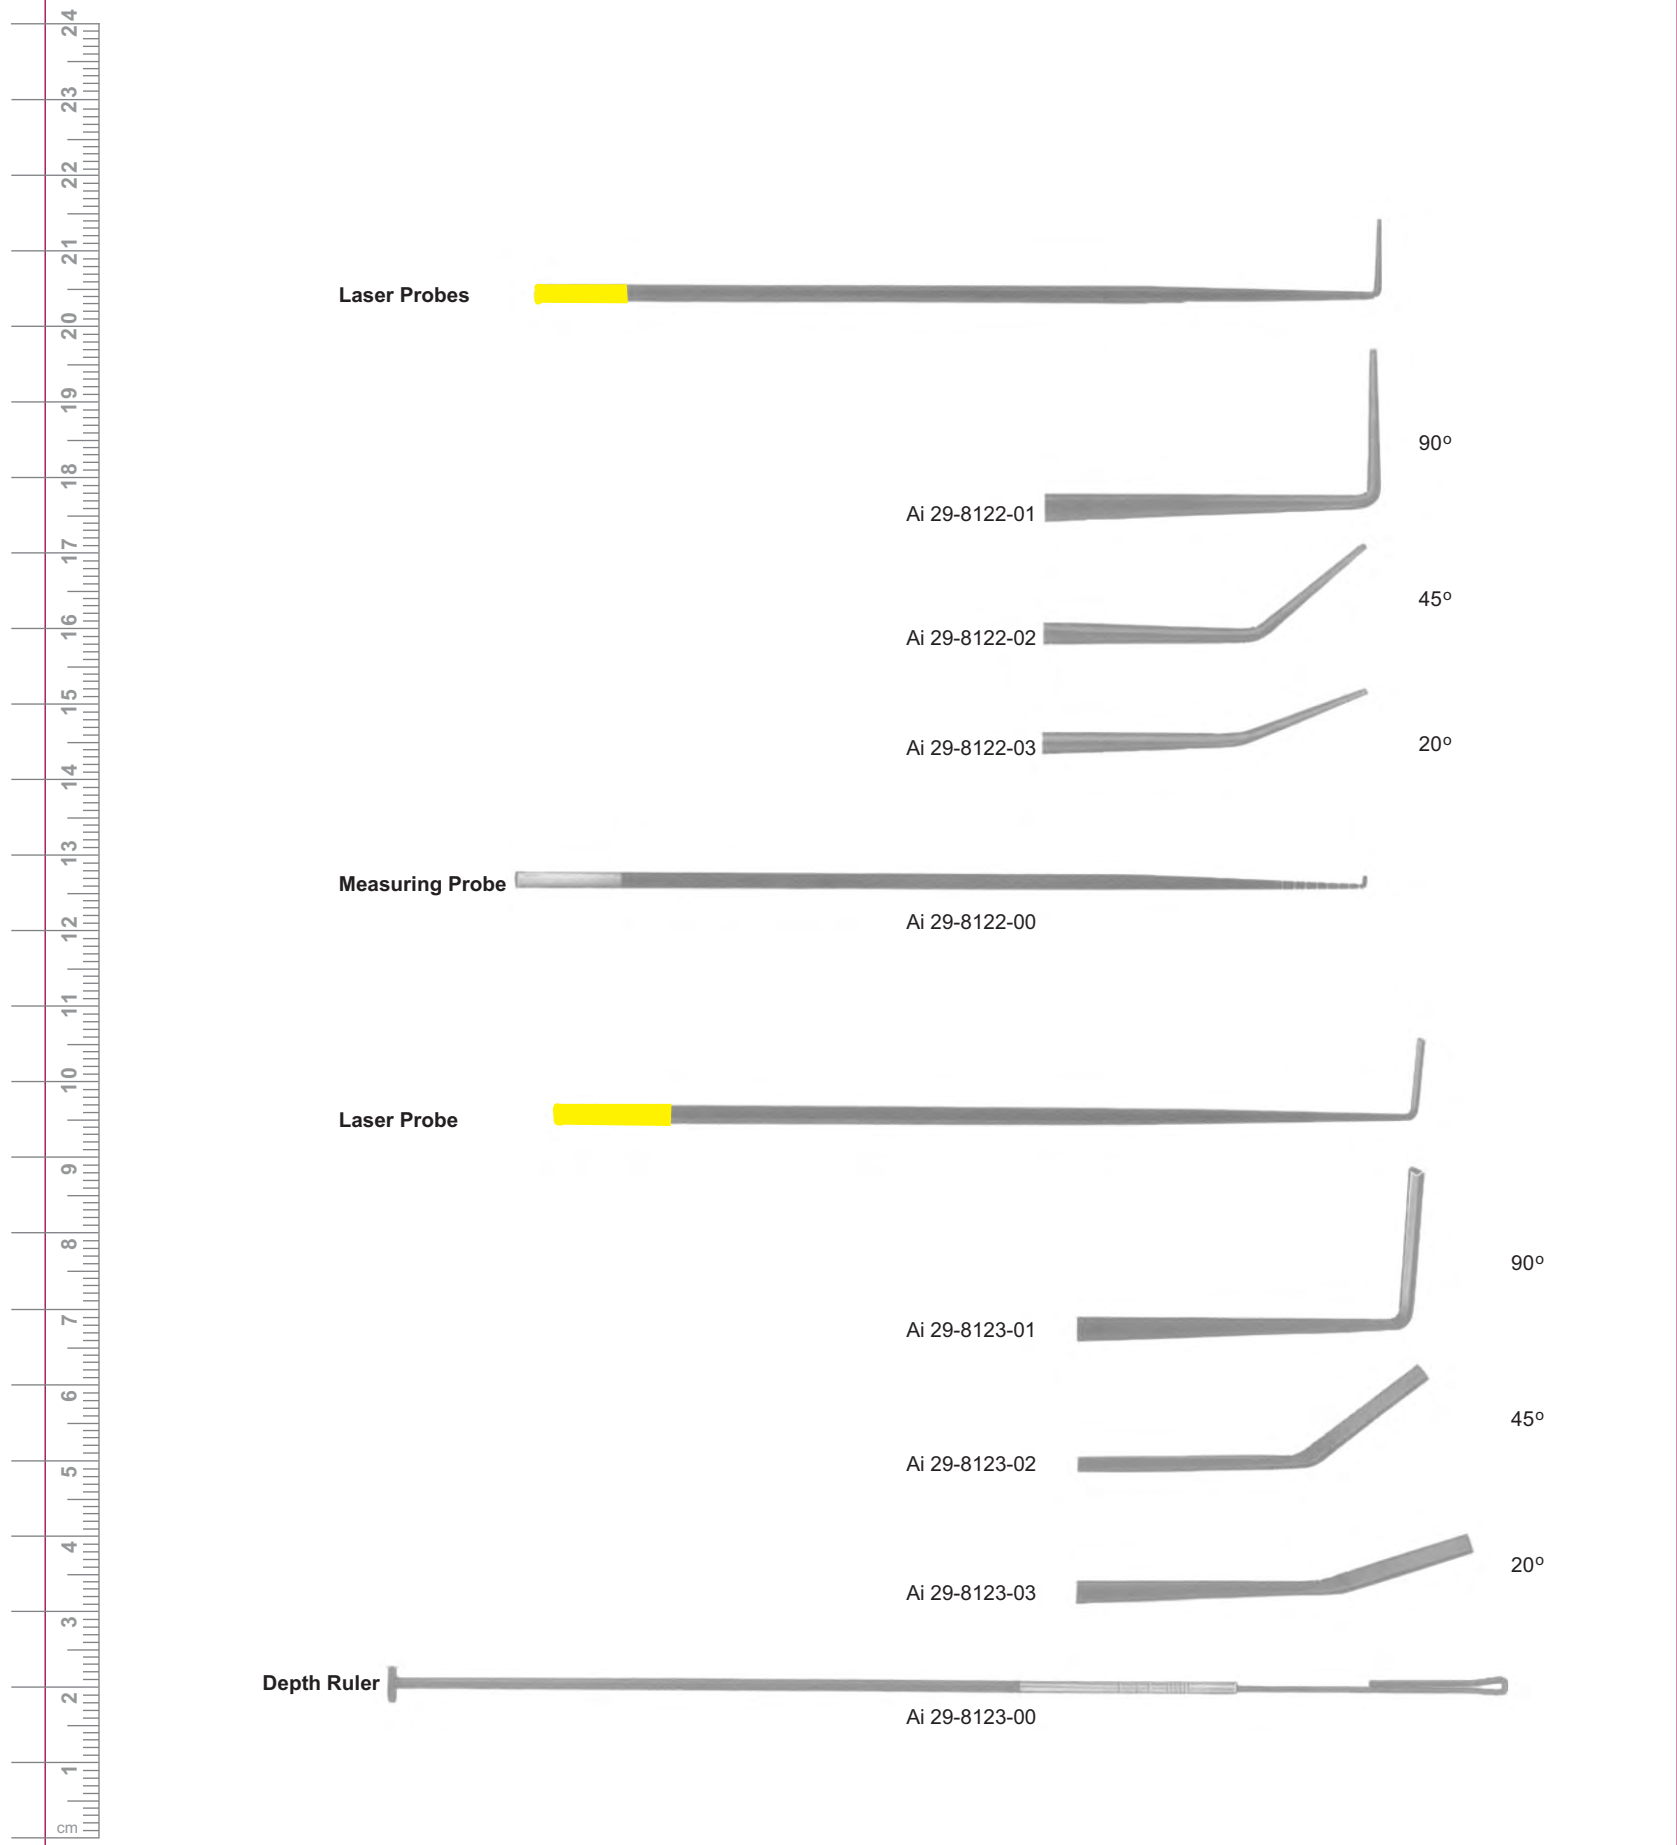 24
23
22
21
20
19
18
17
16
15
14
13
12
11
10
9
8
7
6
5
4
3
2
1
cm
Laser Probes
90º
Ai 29-8122-01
45º
Ai 29-8122-02
20º
Ai 29-8122-03
Measuring Probe
Ai 29-8122-00
Laser Probe
90º
Ai 29-8123-01
45º
Ai 29-8123-02
20º
Ai 29-8123-03
Depth Ruler
Ai 29-8123-00